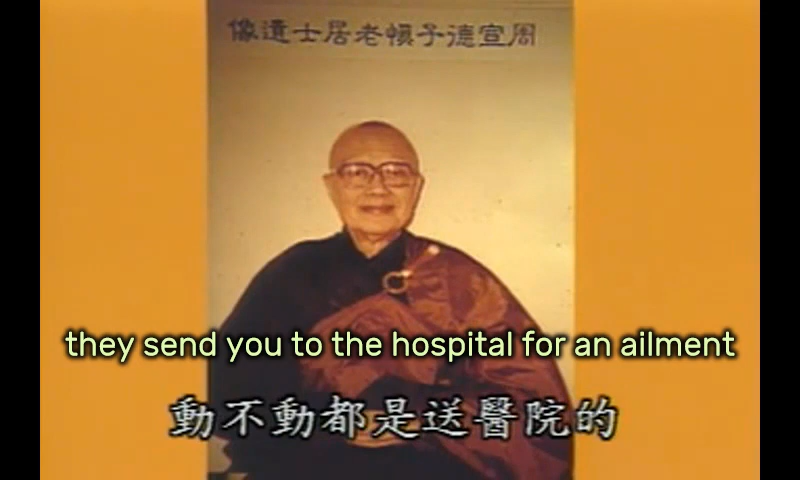 周宣德子慎老居士遺像
they send you to the hospital for an ailment
動不動都是送醫院的